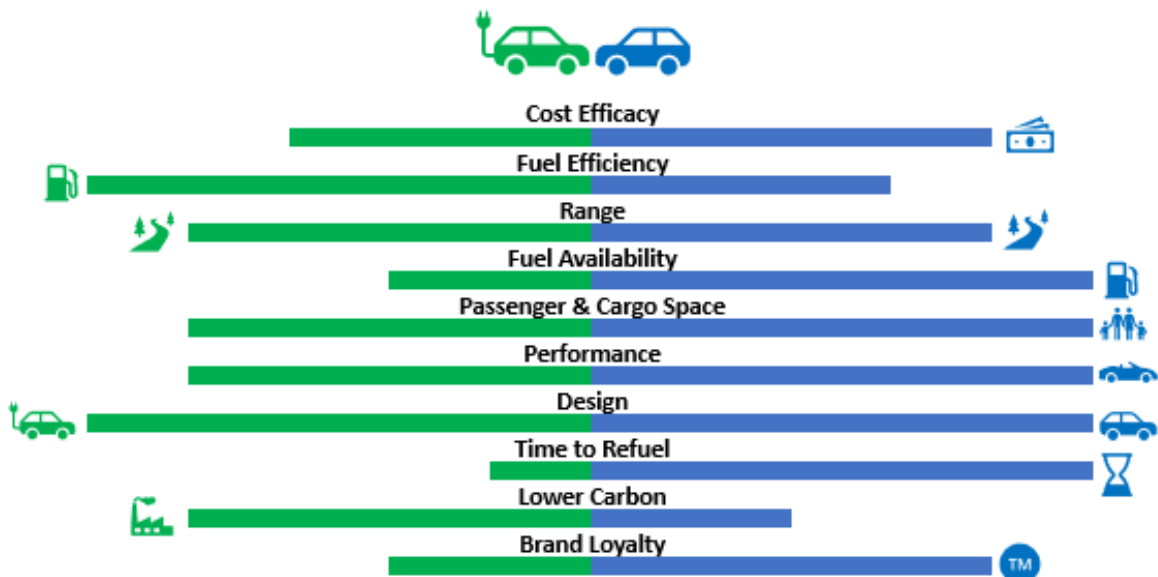 Cost Efficacy
Fuel Efficiency
Range
Fuel Availability
Passenger & Cargo Space
Performance
Design
Time to Refuel
Lower Carbon
Brand Loyalty
TM